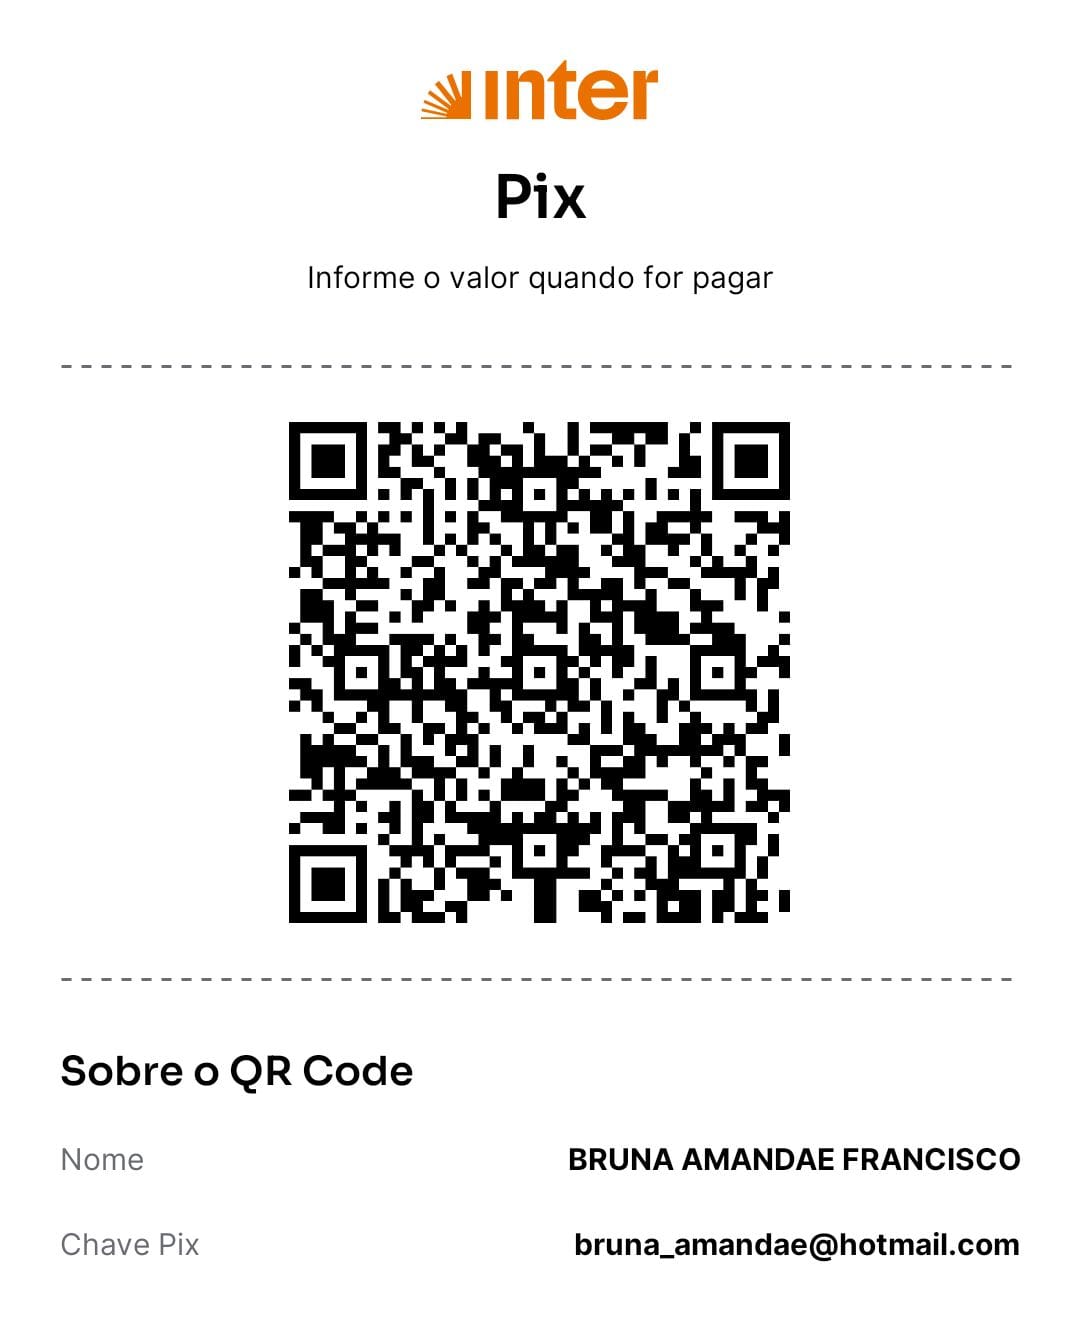 inter
Pix
Informe o valor quando for pagar
Sobre o QR Code
Nome BRUNA AMANDAE FRANCISCO
Chave Pix bruna_amandae@hotmail.com